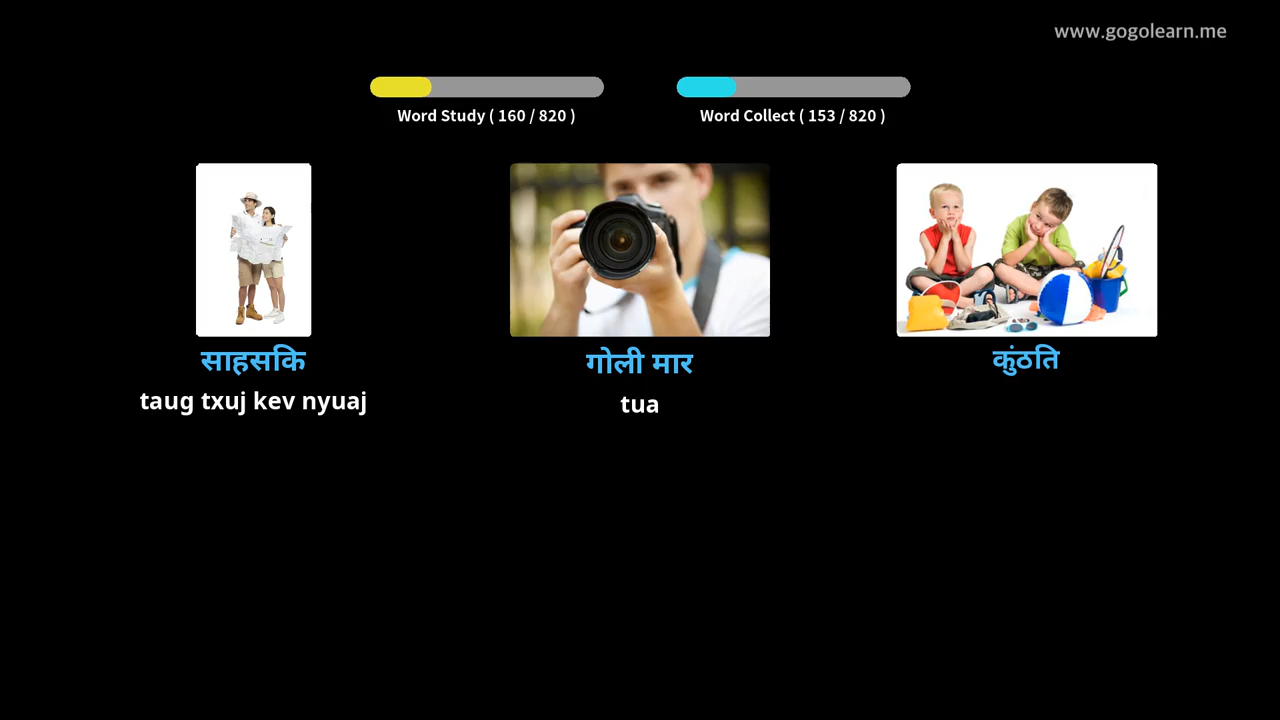 www.gogolearn.me
Word Study ( 160 / 820 )
Word Collect ( 153 / 820 )
साहसकि
गोली मार
कुंठति
taug txuj kev nyuaj
tua